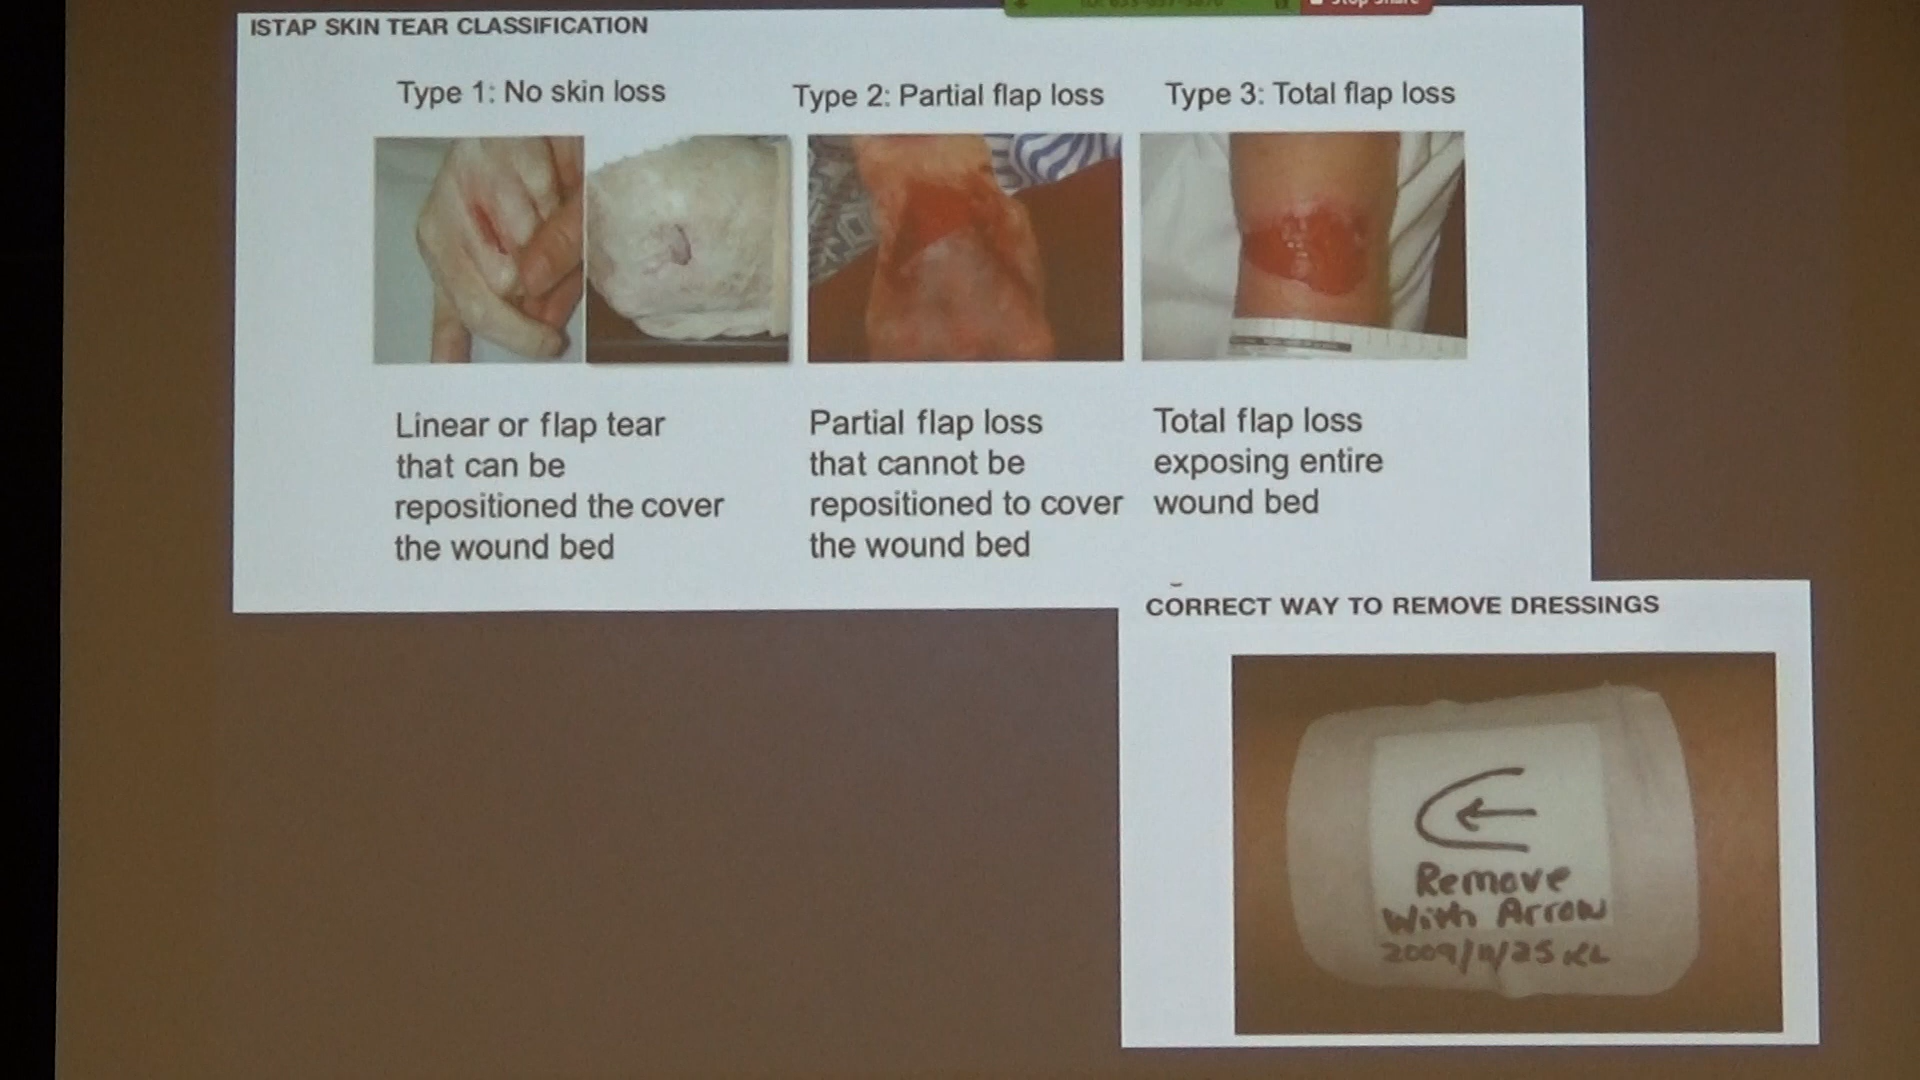 ISTAP SKIN TEAR CLASSIFICATION
Stop Share
Type 1: No skin loss
Type 2: Partial flap loss
Type 3: Total flap loss
Linear or flap tear
that can be
repositioned the cover
the wound bed
Partial flap loss
that cannot be
repositioned to cover
the wound bed
Total flap loss
exposing entire
wound bed
CORRECT WAY TO REMOVE DRESSINGS
Remove
With Arrow
2009/11/25 KL